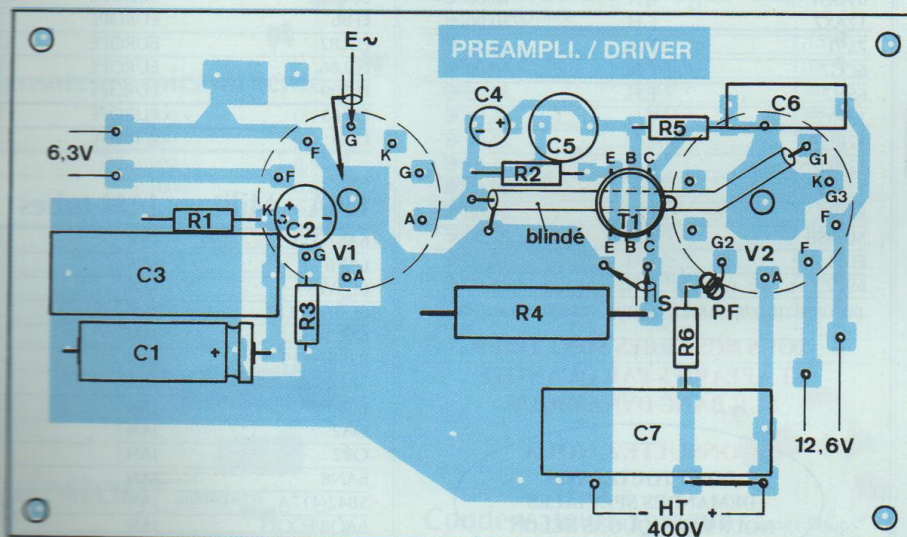 PREAMPLI. / DRIVER
E ~
6,3V
G
F
K
F
G
A
K
C2
+
-
G
A
V1
R1
C3
C1
+
R3
C4
- +
C5
R2
blindé
E B C
T1
E B C
S
R4
R5
C6
G1
K
G3
F
F
G2
V2
A
PF
R6
C7
12,6V
- HT +
400V